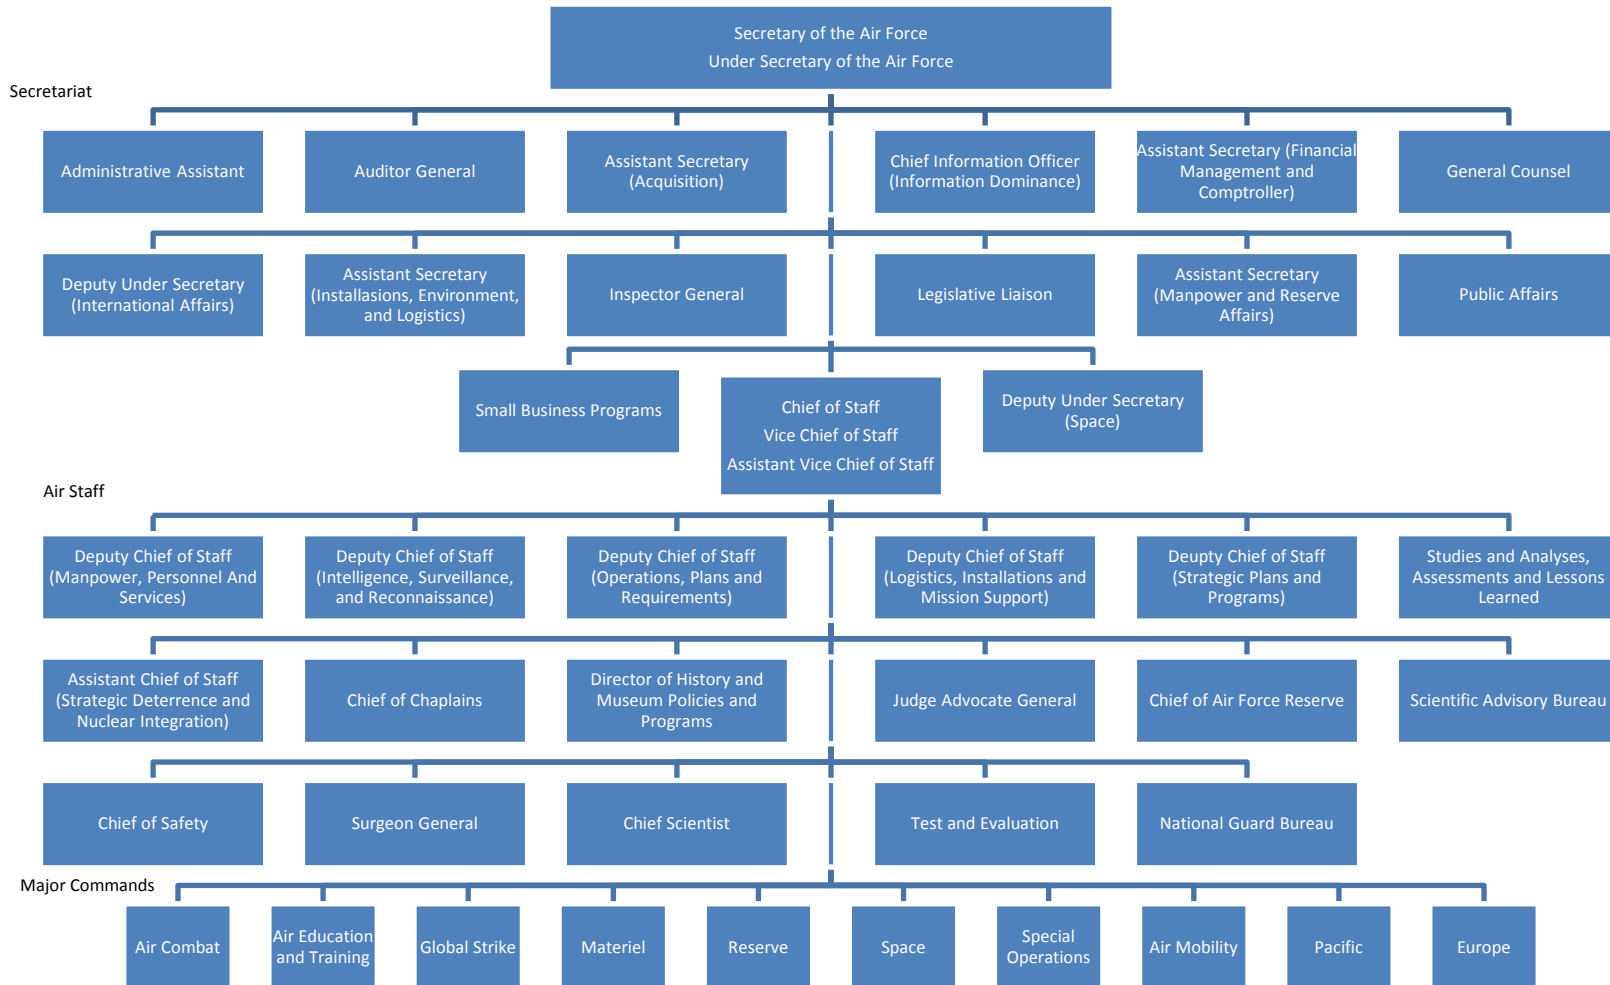 Secretary of the Air Force
Under Secretary of the Air Force
Secretariat
Administrative Assistant
Auditor General
Assistant Secretary
(Acquisition)
Chief Information Officer
(Information Dominance)
Assistant Secretary (Financial
Management and
Comptroller)
General Counsel
Deputy Under Secretary
(International Affairs)
Assistant Secretary
(Installasions, Environment,
and Logistics)
Inspector General
Legislative Liaison
Assistant Secretary
(Manpower and Reserve
Affairs)
Public Affairs
Small Business Programs
Chief of Staff
Vice Chief of Staff
Assistant Vice Chief of Staff
Deputy Under Secretary
(Space)
Air Staff
Deputy Chief of Staff
(Manpower, Personnel And
Services)
Deputy Chief of Staff
(Intelligence, Surveillance,
and Reconnaissance)
Deputy Chief of Staff
(Operations, Plans and
Requirements)
Deputy Chief of Staff
(Logistics, Installations and
Mission Support)
Deupty Chief of Staff
(Strategic Plans and
Programs)
Studies and Analyses,
Assessments and Lessons
Learned
Assistant Chief of Staff
(Strategic Deterrence and
Nuclear Integration)
Chief of Chaplains
Director of History and
Museum Policies and
Programs
Judge Advocate General
Chief of Air Force Reserve
Scientific Advisory Bureau
Chief of Safety
Surgeon General
Chief Scientist
Test and Evaluation
National Guard Bureau
Major Commands
Air Combat
Air Education
and Training
Global Strike
Materiel
Reserve
Space
Special
Operations
Air Mobility
Pacific
Europe